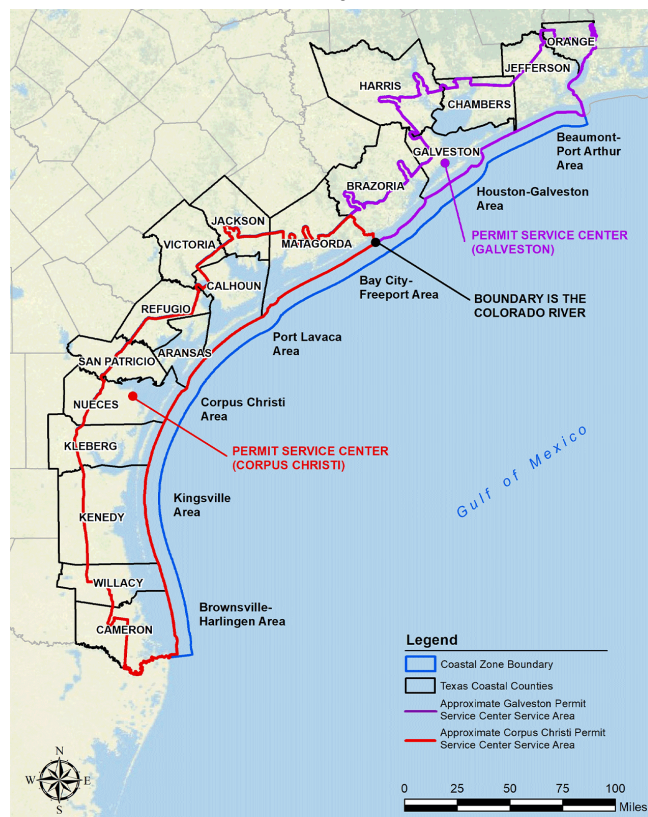 ORANGE
JEFFERSON
HARRIS
CHAMBERS
Beaumont-
Port Arthur
Area
GALVESTON
BRAZORIA
Houston-Galveston
Area
PERMIT SERVICE CENTER
(GALVESTON)
JACKSON
VICTORIA
MATAGORDA
CALHOUN
Bay City-
Freeport Area
BOUNDARY IS THE
COLORADO RIVER
REFUGIO
Port Lavaca
Area
ARANSAS
SAN PATRICIO
NUECES
Corpus Christi
Area
KLEBERG
PERMIT SERVICE CENTER
(CORPUS CHRISTI)
Gulf of Mexico
Kingsville
Area
KENEDY
WILLACY
Brownsville-
Harlingen Area
CAMERON
Legend
Coastal Zone Boundary
Texas Coastal Counties
Approximate Galveston Permit
Service Center Service Area
Approximate Corpus Christi Permit
Service Center Service Area
N
W E
S
0 25 50 75 100
Miles